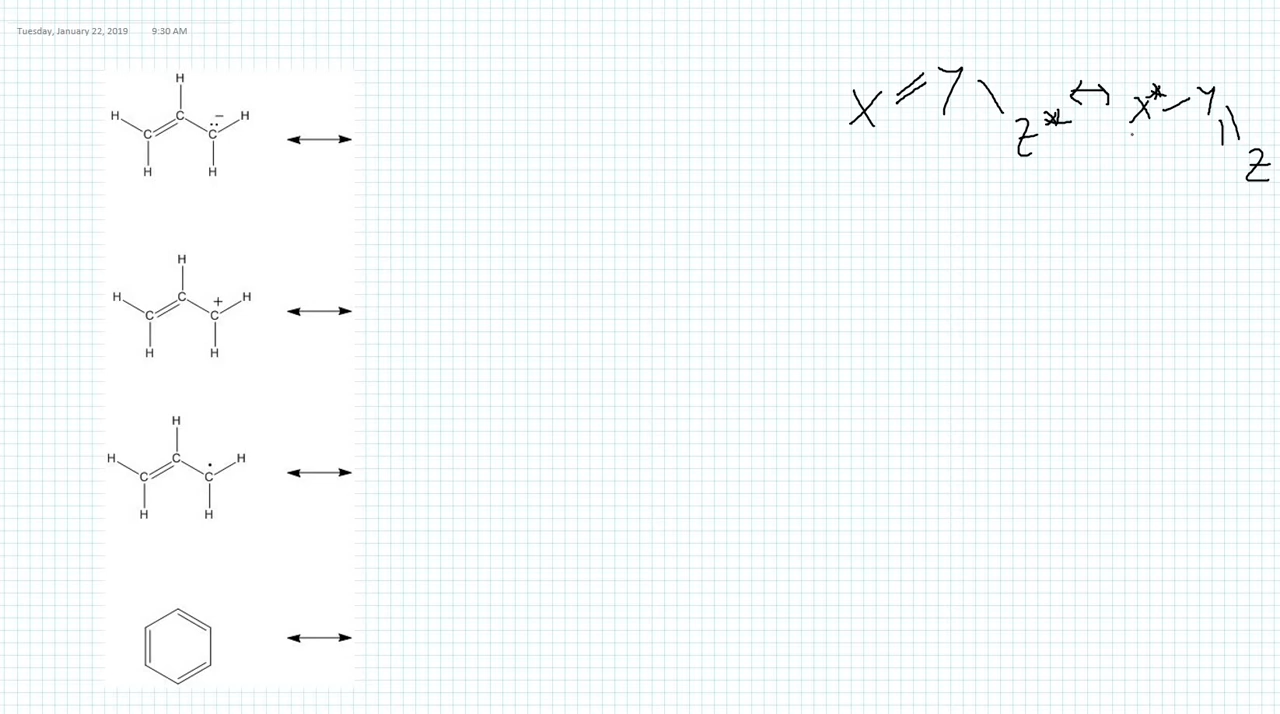 Tuesday, January 22, 2019 9:30 AM
X = Y \ Z* ↔ X* — Y \\ Z
H
H H
C C C:⁻
H H
H
H + H
C C C
H H
H
H · H
C C C
H H